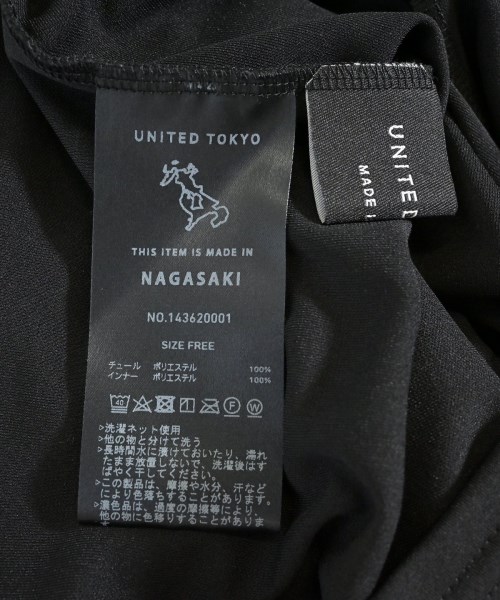 UNITED TOKYO
THIS ITEM IS MADE IN
NAGASAKI
NO.143620001
SIZE FREE
チュール ポリエステル 100%
インナー ポリエステル 100%
40
F W
>洗濯ネット使用
>他の物と分けて洗う
>長時間水に漬けておいたり、濡れ
たまま放置しないで、洗濯後はす
ばやく干してください。
>この製品は、摩擦や水分、汗など
により色落ちすることがあります。
>濃色品は、過度の摩擦等により
他の物に色移りすることがあります
UNITED
MADE